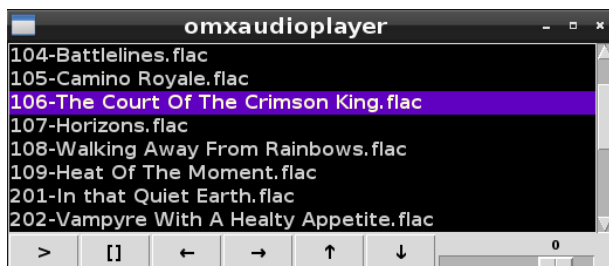 omxaudioplayer
104-Battlelines.flac
105-Camino Royale.flac
106-The Court Of The Crimson King.flac
107-Horizons.flac
108-Walking Away From Rainbows.flac
109-Heat Of The Moment.flac
201-In that Quiet Earth.flac
202-Vampyre With A Healty Appetite.flac
> [] ← → ↑ ↓ 0